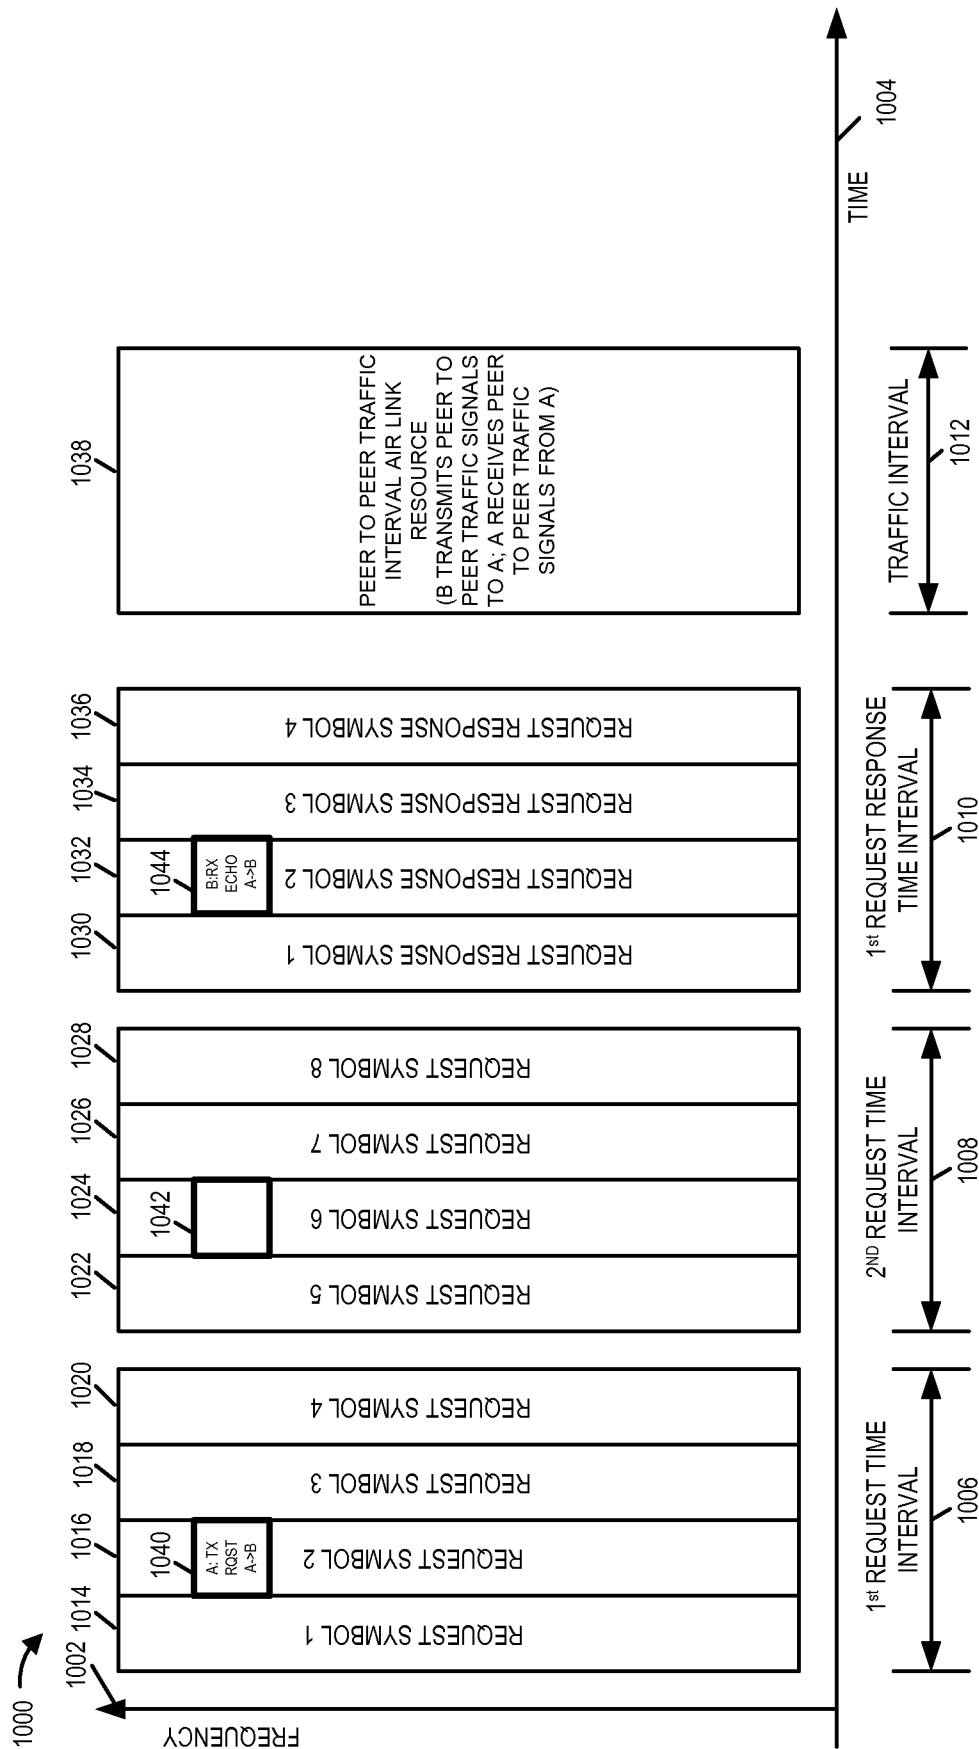 1000
1002
FREQUENCY
1014
1016
1018
1020
1022
1024
1026
1028
1030
1032
1034
1036
1038
1040
A: TX
RQST
A->B
1042
1044
B:RX
ECHO
A->B
REQUEST SYMBOL 1
REQUEST SYMBOL 2
REQUEST SYMBOL 3
REQUEST SYMBOL 4
REQUEST SYMBOL 5
REQUEST SYMBOL 6
REQUEST SYMBOL 7
REQUEST SYMBOL 8
REQUEST RESPONSE SYMBOL 1
REQUEST RESPONSE SYMBOL 2
REQUEST RESPONSE SYMBOL 3
REQUEST RESPONSE SYMBOL 4
PEER TO PEER TRAFFIC
INTERVAL AIR LINK
RESOURCE
(B TRANSMITS PEER TO
PEER TRAFFIC SIGNALS
TO A; A RECEIVES PEER
TO PEER TRAFFIC
SIGNALS FROM A)
TIME
1004
1st REQUEST TIME
INTERVAL
1006
2ND REQUEST TIME
INTERVAL
1008
1st REQUEST RESPONSE
TIME INTERVAL
1010
TRAFFIC INTERVAL
1012